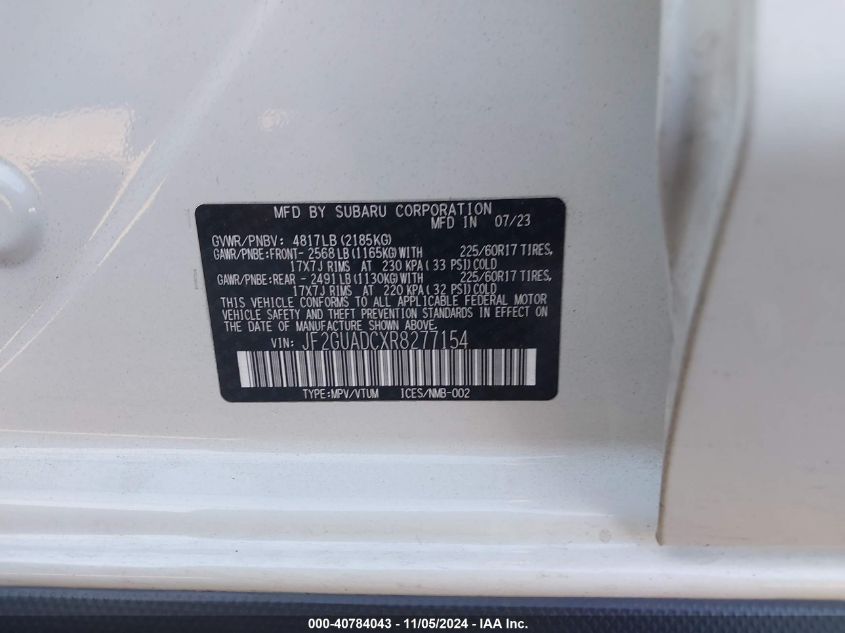 MFD BY SUBARU CORPORATION
MFD IN 07/23
GVWR/PNBV: 4817LB (2185KG)
GAWR/PNBE:FRONT- 2568LB (1165KG) WITH 225/60R17 TIRES,
17X7J RIMS AT 230 KPA (33 PSI) COLD
GAWR/PNBE:REAR - 2491LB (1130KG) WITH 225/60R17 TIRES,
17X7J RIMS AT 220 KPA (32 PSI) COLD
THIS VEHICLE CONFORMS TO ALL APPLICABLE FEDERAL MOTOR
VEHICLE SAFETY AND THEFT PREVENTION STANDARDS IN EFFECT
ON THE DATE OF MANUFACTURE SHOWN ABOVE.
VIN: JF2GUADCXR8277154
TYPE:MPV/VTUM ICES/NMB-002
000-40784043 — 11/05/2024 — IAA Inc.